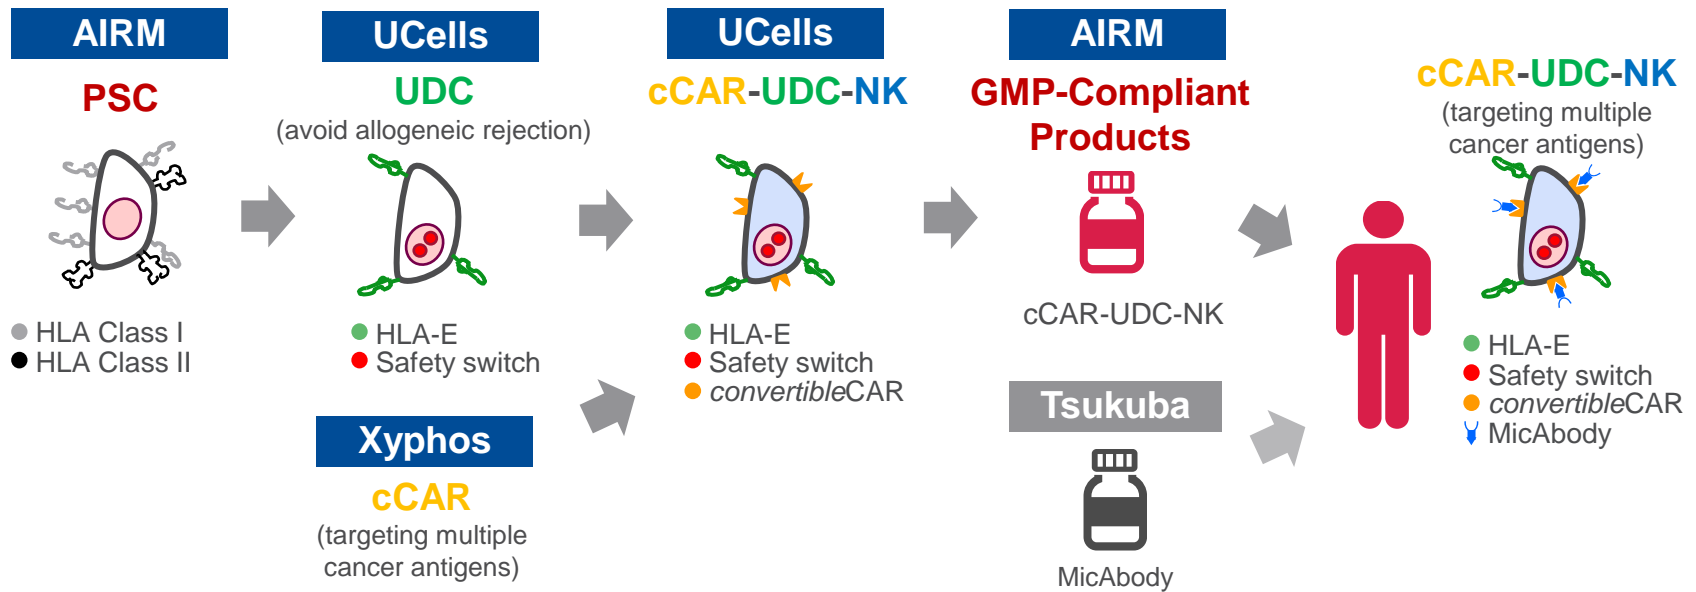 AIRM
PSC
HLA Class I
HLA Class II
UCells
UDC
(avoid allogeneic rejection)
HLA-E
Safety switch
Xyphos
cCAR
(targeting multiple
cancer antigens)
UCells
cCAR-UDC-NK
HLA-E
Safety switch
convertibleCAR
AIRM
GMP-Compliant
Products
cCAR-UDC-NK
Tsukuba
MicAbody
cCAR-UDC-NK
(targeting multiple
cancer antigens)
HLA-E
Safety switch
convertibleCAR
MicAbody